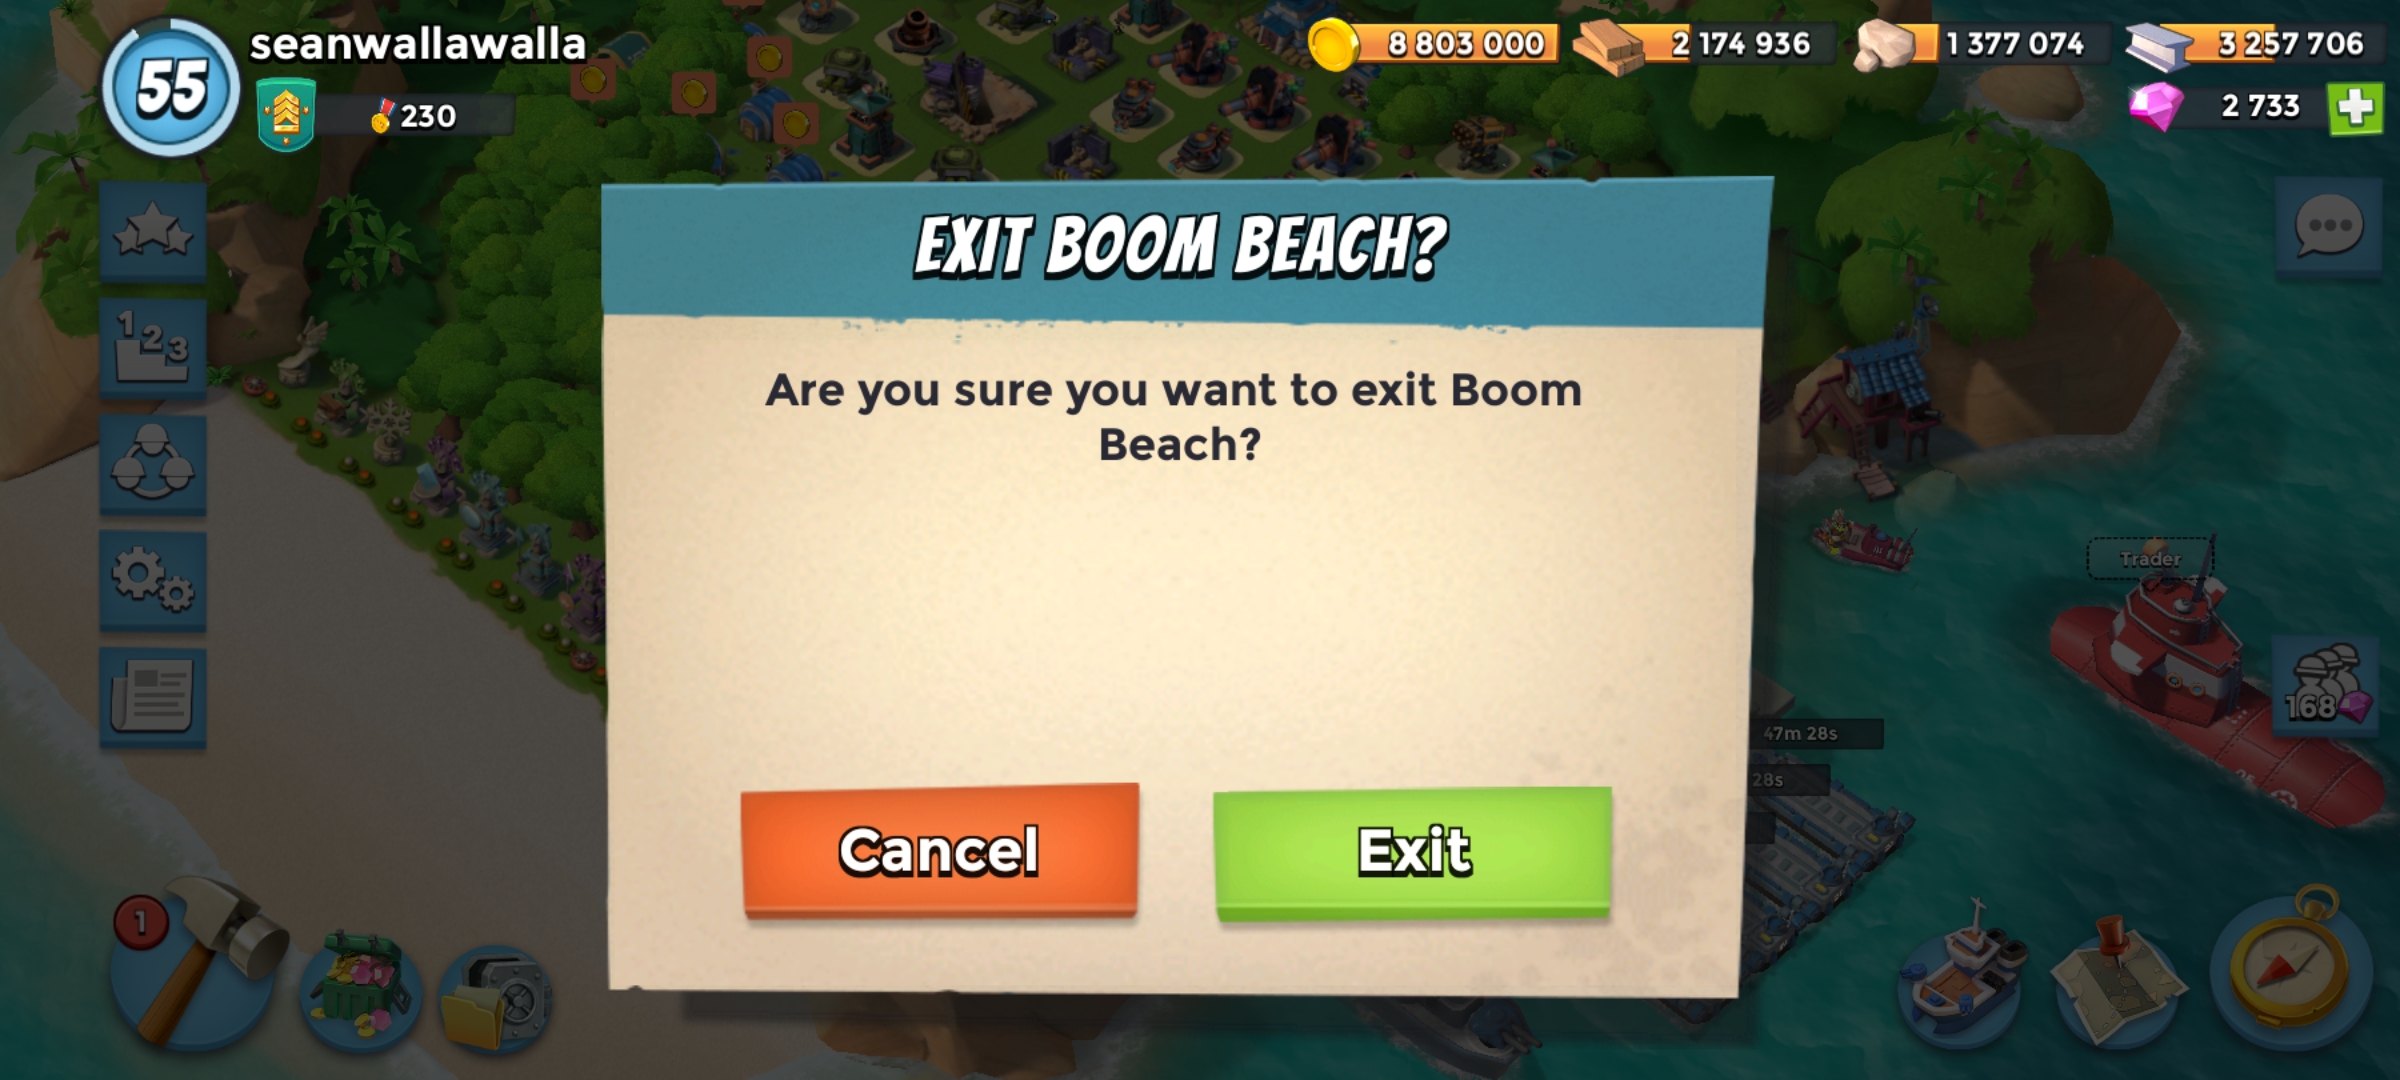 55
seanwallawalla
230
8 803 000
2 174 936
1 377 074
3 257 706
2 733
EXIT BOOM BEACH?
Are you sure you want to exit Boom
Beach?
123
Trader
168
47m 28s
28s
Cancel
Exit
1